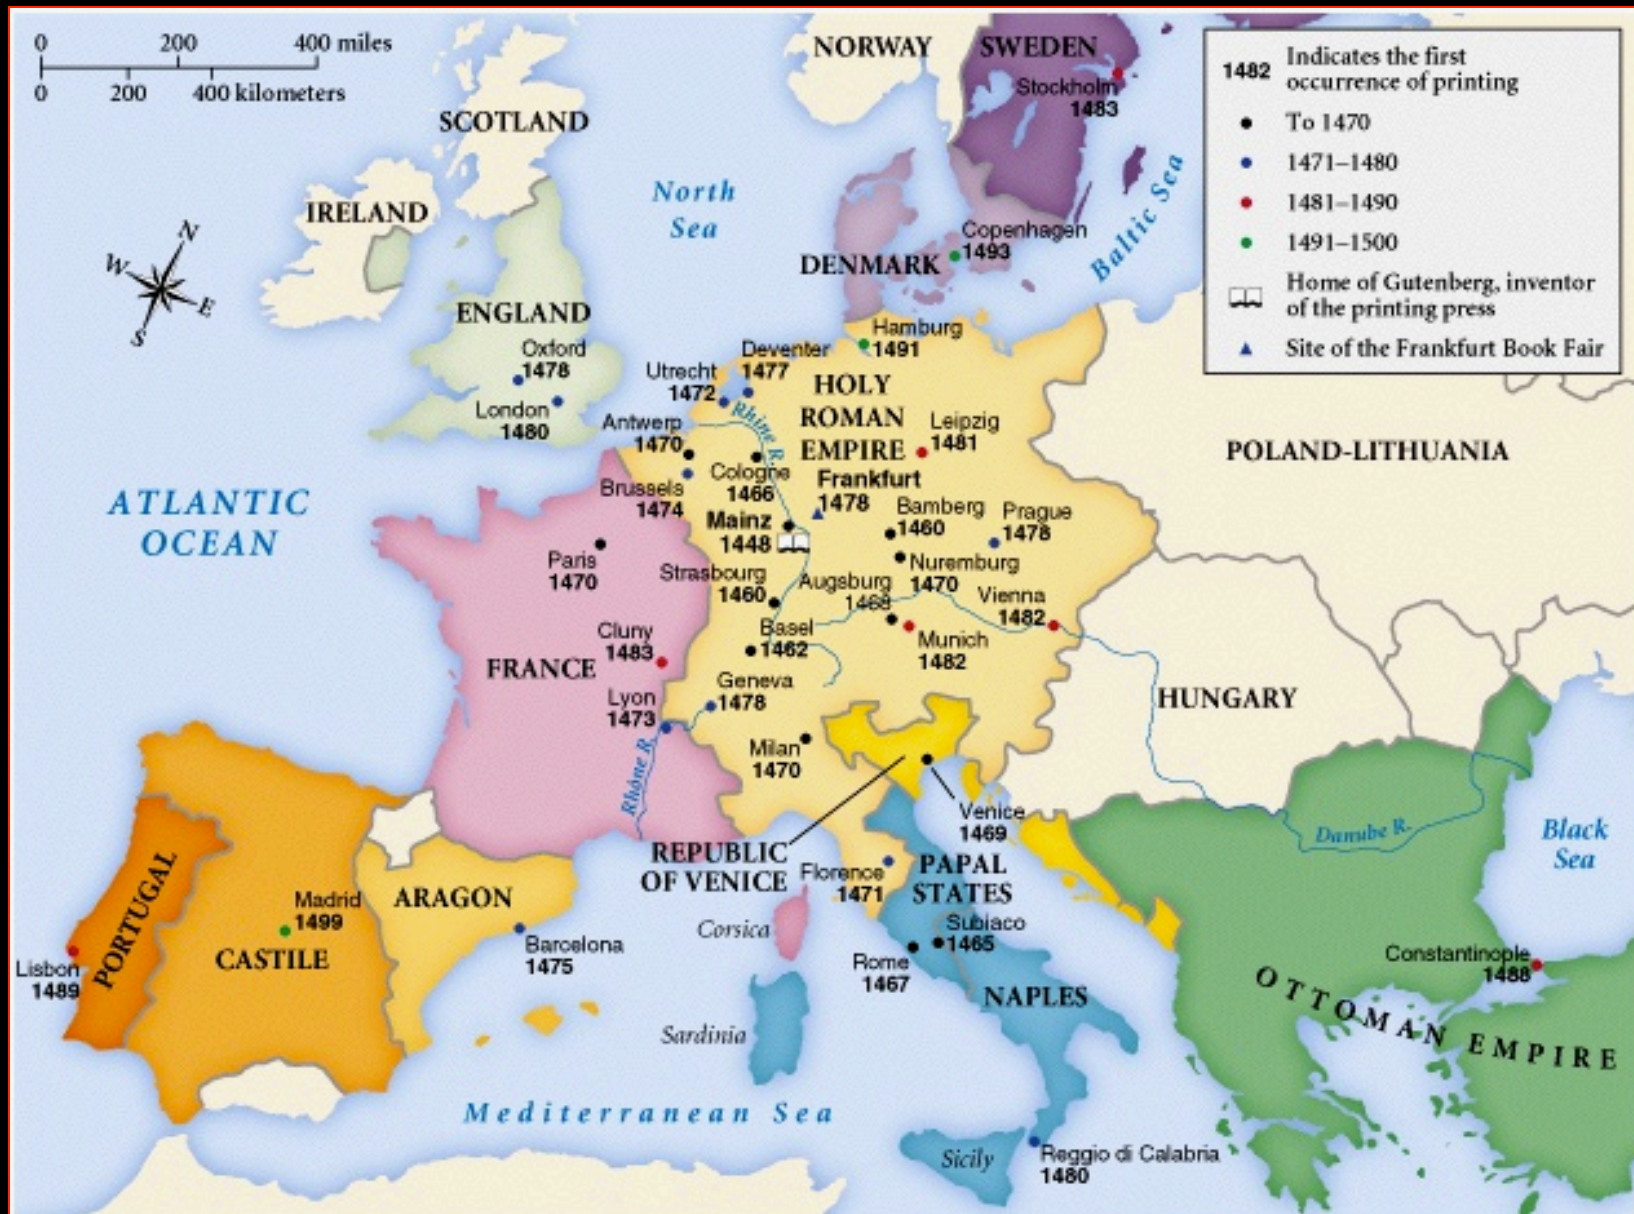 0 200 400 miles
0 200 400 kilometers
NORWAY
SWEDEN
Stockholm
1483
1482 Indicates the first
occurrence of printing
To 1470
1471–1480
1481–1490
1491–1500
Home of Gutenberg, inventor
of the printing press
Site of the Frankfurt Book Fair
SCOTLAND
IRELAND
North
Sea
Baltic Sea
N
W
E
S
Copenhagen
1493
DENMARK
ENGLAND
Oxford
1478
London
1480
Hamburg
1491
Deventer
1477
Utrecht
1472
Rhine R.
HOLY
ROMAN
EMPIRE
Antwerp
1470
Leipzig
1481
POLAND-LITHUANIA
Cologne
1466
Brussels
1474
Frankfurt
1478
ATLANTIC
OCEAN
Mainz
1448
Bamberg
1460
Prague
1478
Paris
1470
Nuremburg
1470
Strasbourg
1460
Augsburg
1468
Vienna
1482
Basel
1462
Munich
1482
Cluny
1483
FRANCE
Geneva
1478
Lyon
1473
HUNGARY
Milan
1470
Rhône R.
Venice
1469
Danube R.
Black
Sea
REPUBLIC
OF VENICE
Florence
1471
PAPAL
STATES
PORTUGAL
Madrid
1499
ARAGON
CASTILE
Barcelona
1475
Corsica
Subiaco
1465
Rome
1467
Lisbon
1489
NAPLES
Constantinople
1488
OTTOMAN EMPIRE
Sardinia
Mediterranean Sea
Sicily
Reggio di Calabria
1480